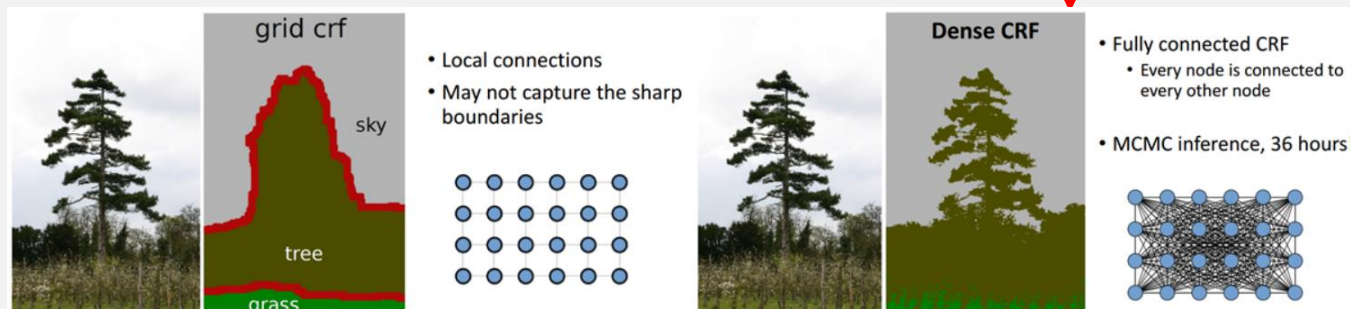 grid crf
sky
tree
grass
• Local connections
• May not capture the sharp
boundaries
Dense CRF
• Fully connected CRF
• Every node is connected to
every other node
• MCMC inference, 36 hours